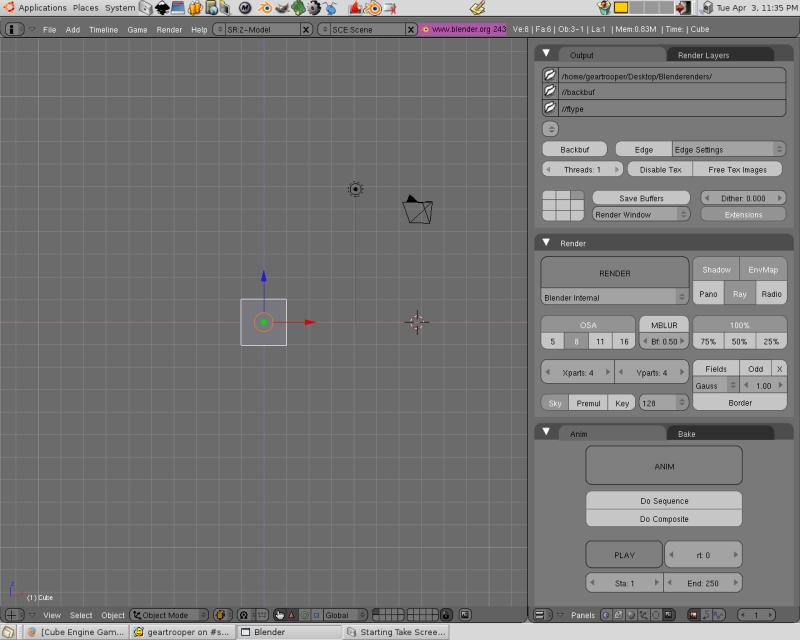 Applications Places System Tue Apr 3, 11:35 PM
File Add Timeline Game Render Help SR:2-Model X SCE:Scene X www.blender.org 243 Ve:8 | Fa:6 | Ob:3-1 | La:1 | Mem:0.83M | Time: | Cube
Output Render Layers
/home/geartrooper/Desktop/Blenderenders/
//backbuf
//ftype
Backbuf Edge Edge Settings
Threads: 1 Disable Tex Free Tex Images
Save Buffers Dither: 0.000
Render Window Extensions
Render
RENDER Shadow EnvMap
Blender Internal Pano Ray Radio
OSA MBLUR 100%
5 8 11 16 Bf: 0.50 75% 50% 25%
Xparts: 4 Yparts: 4 Fields Odd X
Gauss 1.00
Sky Premul Key 128 Border
Anim Bake
ANIM
Do Sequence
Do Composite
PLAY rt: 0
Sta: 1 End: 250
z
(1) Cube
View Select Object Object Mode Global Panels 1
[Cube Engine Gam... geartrooper on #s... Blender Starting Take Scree...